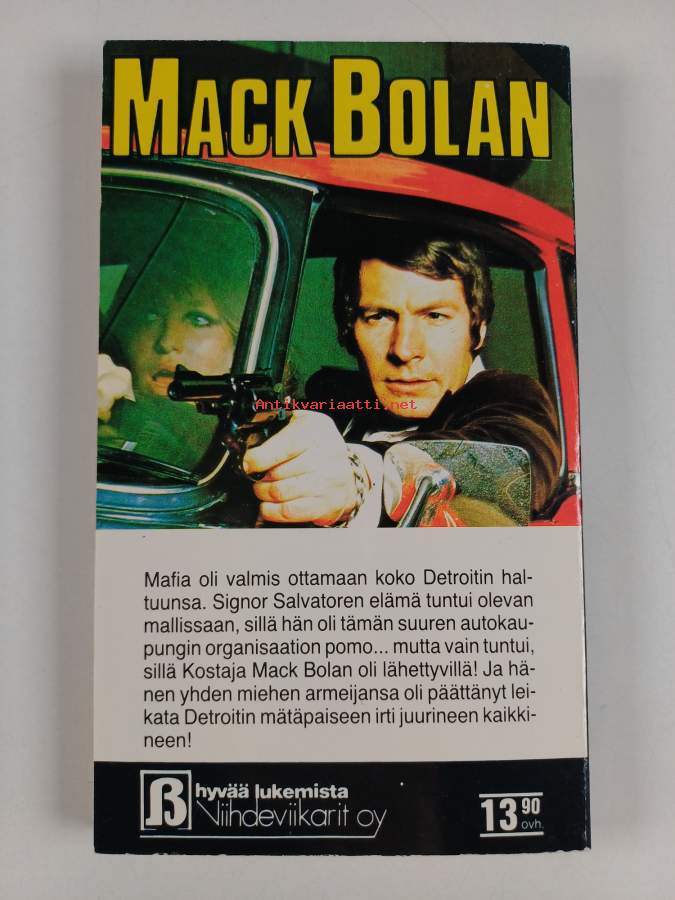 MACK BOLAN
Antikvariaatti.net
Mafia oli valmis ottamaan koko Detroitin hal-
tuunsa. Signor Salvatoren elämä tuntui olevan
mallissaan, sillä hän oli tämän suuren autokau-
pungin organisaation pomo... mutta vain tuntui,
sillä Kostaja Mack Bolan oli lähettyvillä! Ja hä-
nen yhden miehen armeijansa oli päättänyt lei-
kata Detroitin mätäpaiseen irti juurineen kaikki-
neen!
ß hyvää lukemista
Viihdeviikarit oy
13 90
ovh.